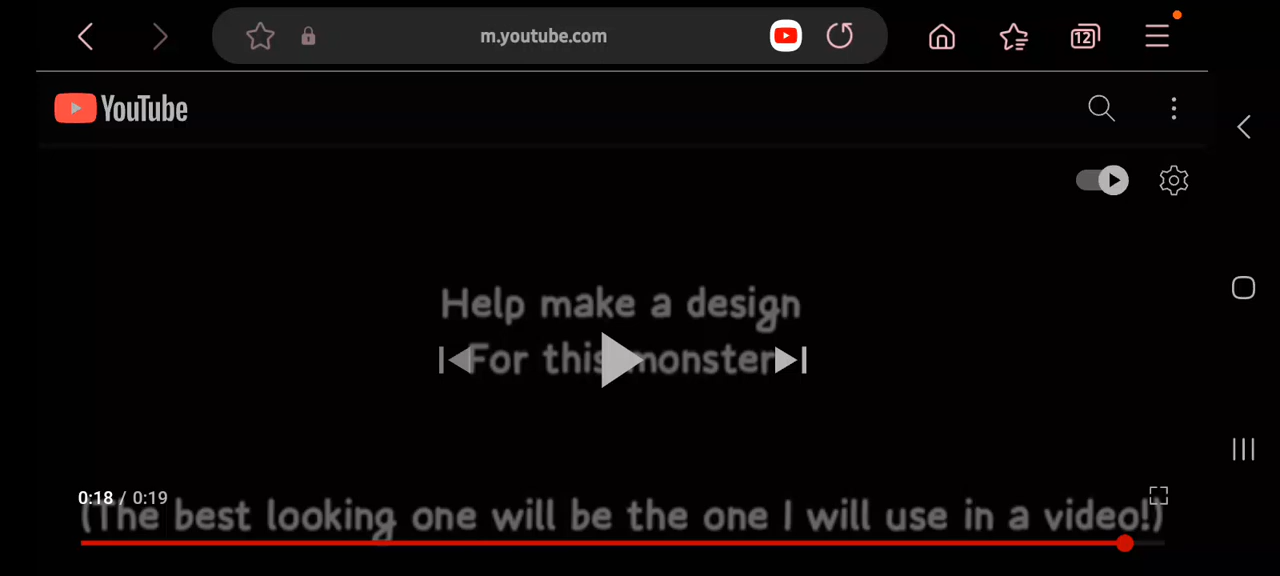 m.youtube.com
12
YouTube
Help make a design
For this monster
0:18 / 0:19
(The best looking one will be the one I will use in a video!)